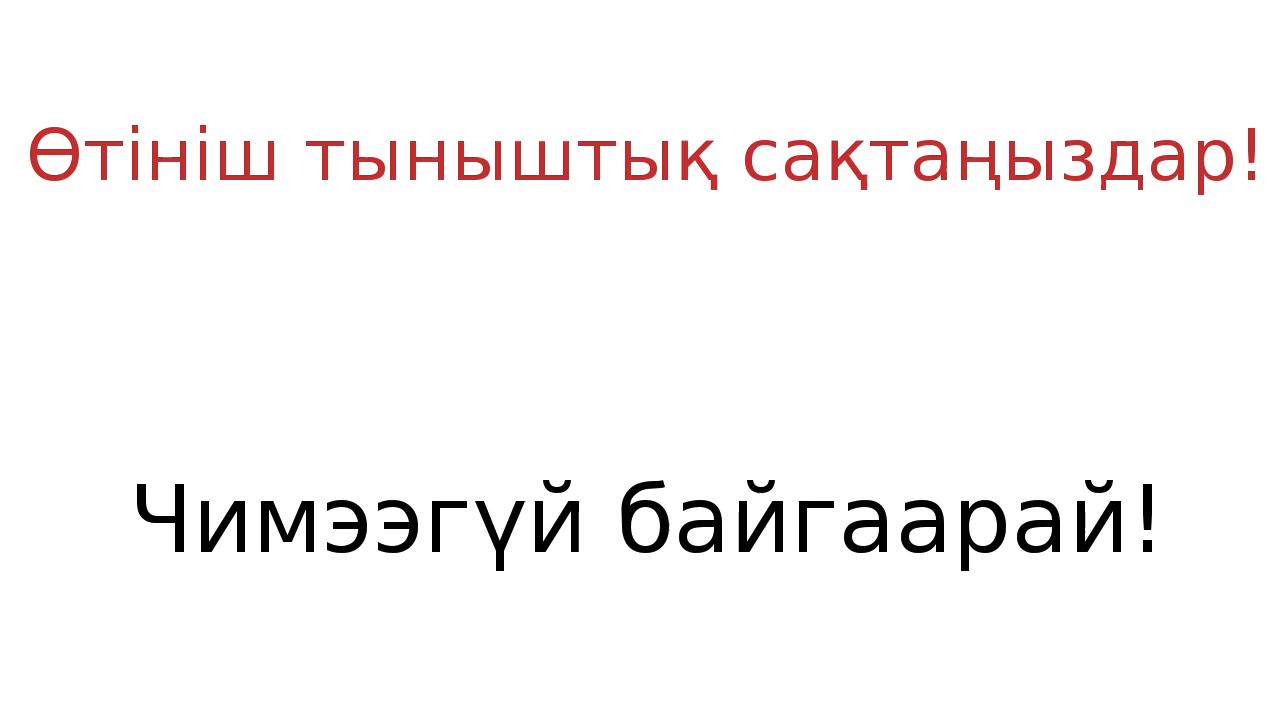 Өтініш тыныштық сақтаңыздар!
Чимээгүй байгаарай!